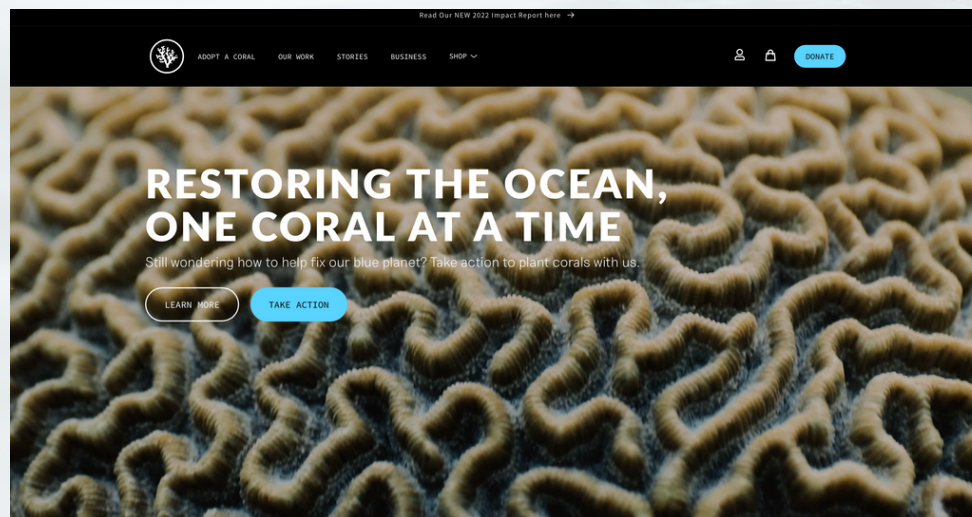 Read Our NEW 2022 Impact Report here →
ADOPT A CORAL OUR WORK STORIES BUSINESS SHOP DONATE
RESTORING THE OCEAN,
ONE CORAL AT A TIME
Still wondering how to help fix our blue planet? Take action to plant corals with us.
LEARN MORE TAKE ACTION